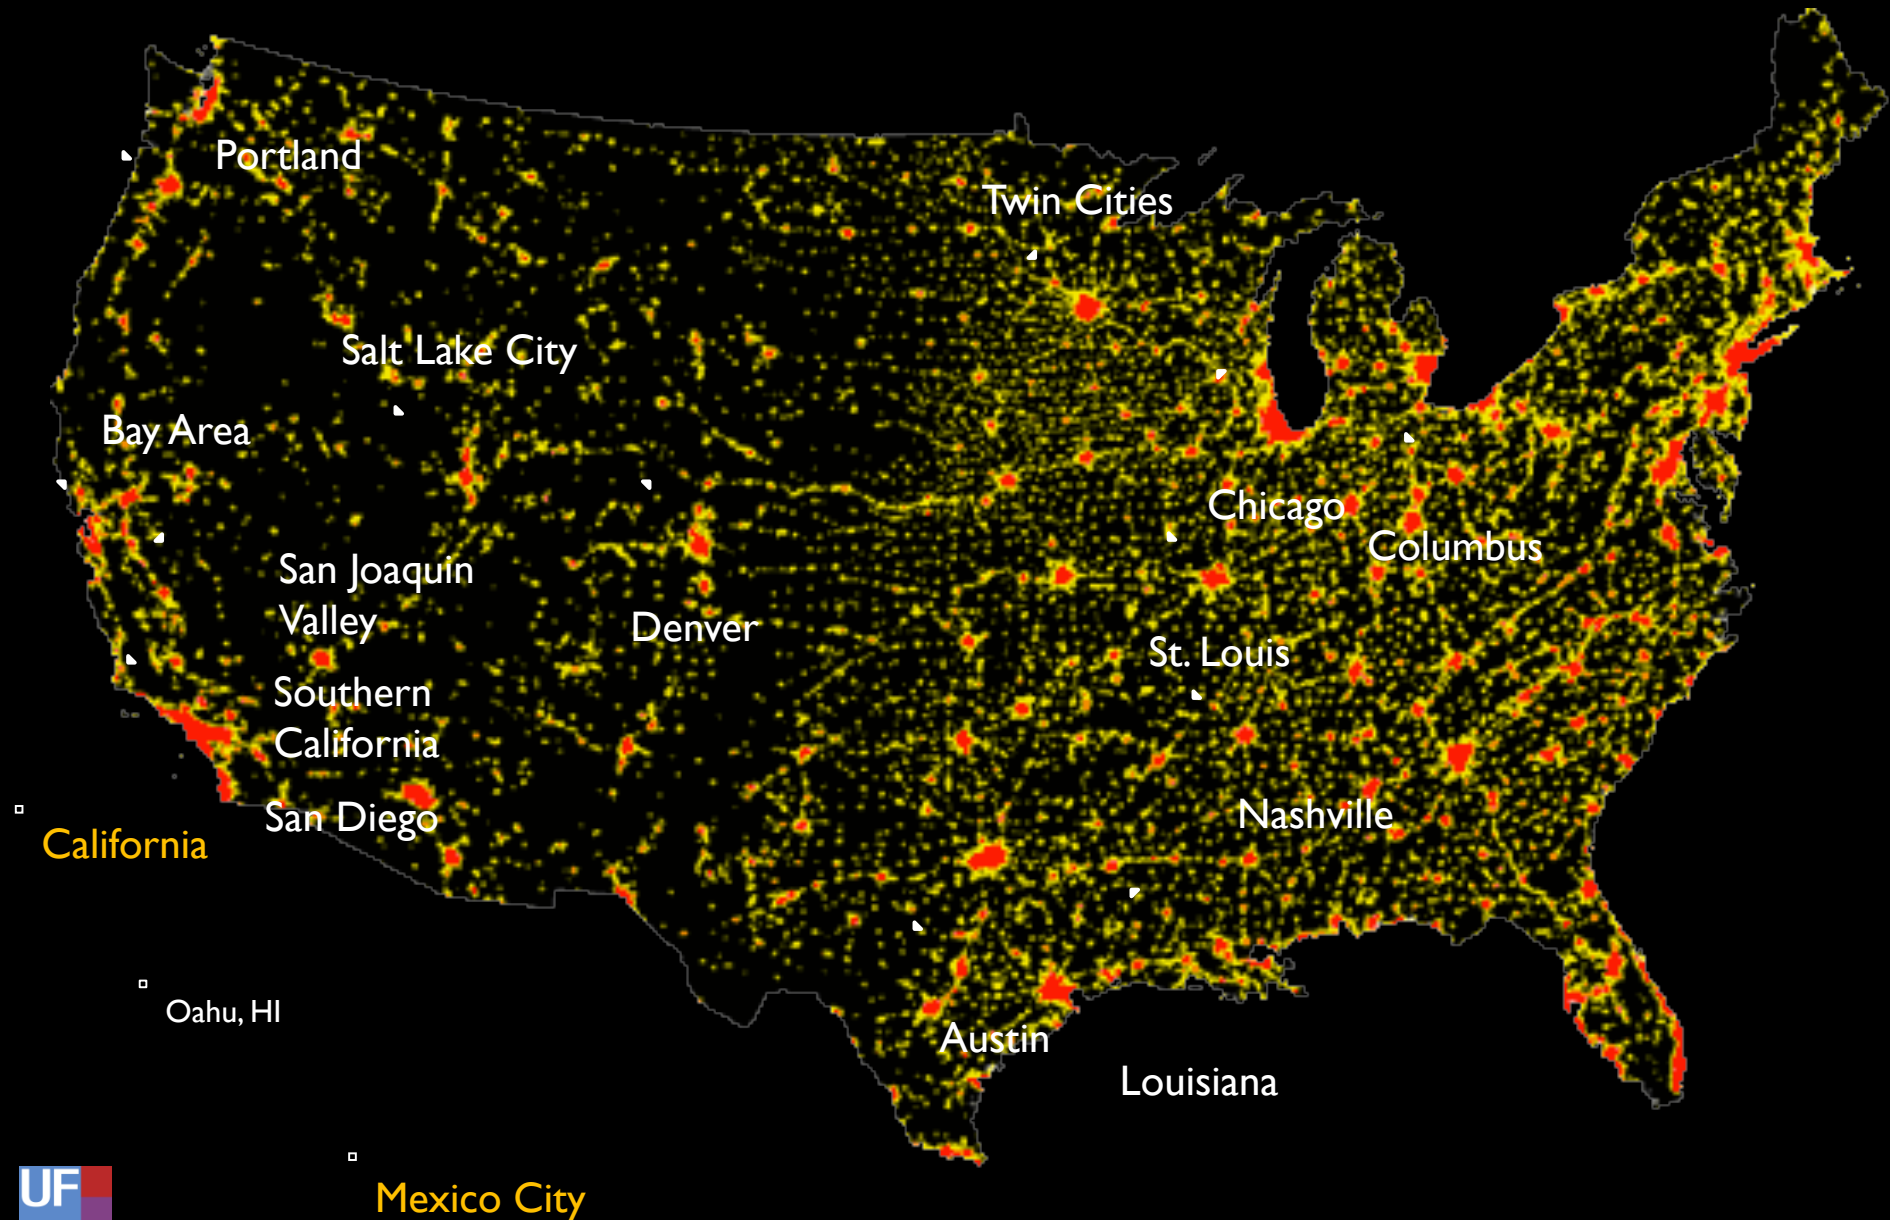 Portland
Twin Cities
Salt Lake City
Bay Area
Chicago
Columbus
San Joaquin
Valley
Denver
St. Louis
Southern
California
San Diego
Nashville
California
Oahu, HI
Austin
Louisiana
Mexico City
UF